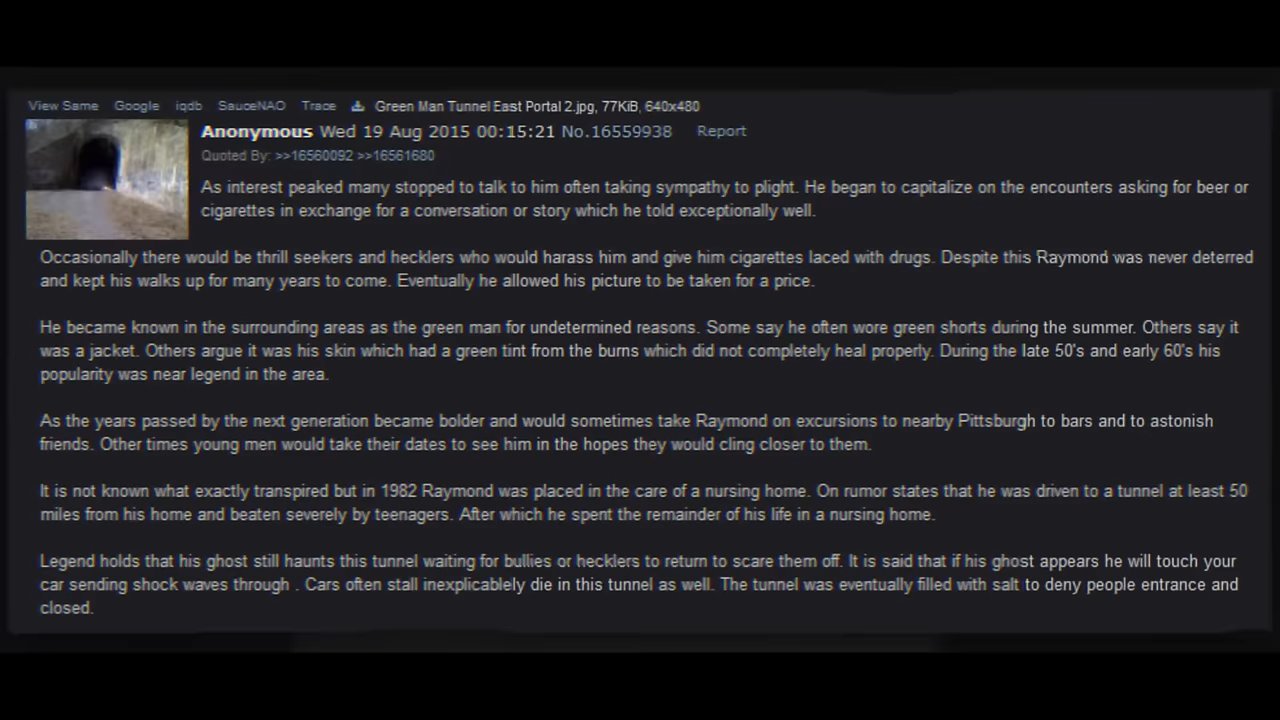 View Same Google iqdb SauceNAO Trace Green Man Tunnel East Portal 2.jpg, 77KiB, 640x480
Anonymous Wed 19 Aug 2015 00:15:21 No.16559938 Report
Quoted By: >>16560092 >>16561680
As interest peaked many stopped to talk to him often taking sympathy to plight. He began to capitalize on the encounters asking for beer or
cigarettes in exchange for a conversation or story which he told exceptionally well.
Occasionally there would be thrill seekers and hecklers who would harass him and give him cigarettes laced with drugs. Despite this Raymond was never deterred
and kept his walks up for many years to come. Eventually he allowed his picture to be taken for a price.
He became known in the surrounding areas as the green man for undetermined reasons. Some say he often wore green shorts during the summer. Others say it
was a jacket. Others argue it was his skin which had a green tint from the burns which did not completely heal properly. During the late 50's and early 60's his
popularity was near legend in the area.
As the years passed by the next generation became bolder and would sometimes take Raymond on excursions to nearby Pittsburgh to bars and to astonish
friends. Other times young men would take their dates to see him in the hopes they would cling closer to them.
It is not known what exactly transpired but in 1982 Raymond was placed in the care of a nursing home. On rumor states that he was driven to a tunnel at least 50
miles from his home and beaten severely by teenagers. After which he spent the remainder of his life in a nursing home.
Legend holds that his ghost still haunts this tunnel waiting for bullies or hecklers to return to scare them off. It is said that if his ghost appears he will touch your
car sending shock waves through . Cars often stall inexplicablely die in this tunnel as well. The tunnel was eventually filled with salt to deny people entrance and
closed.